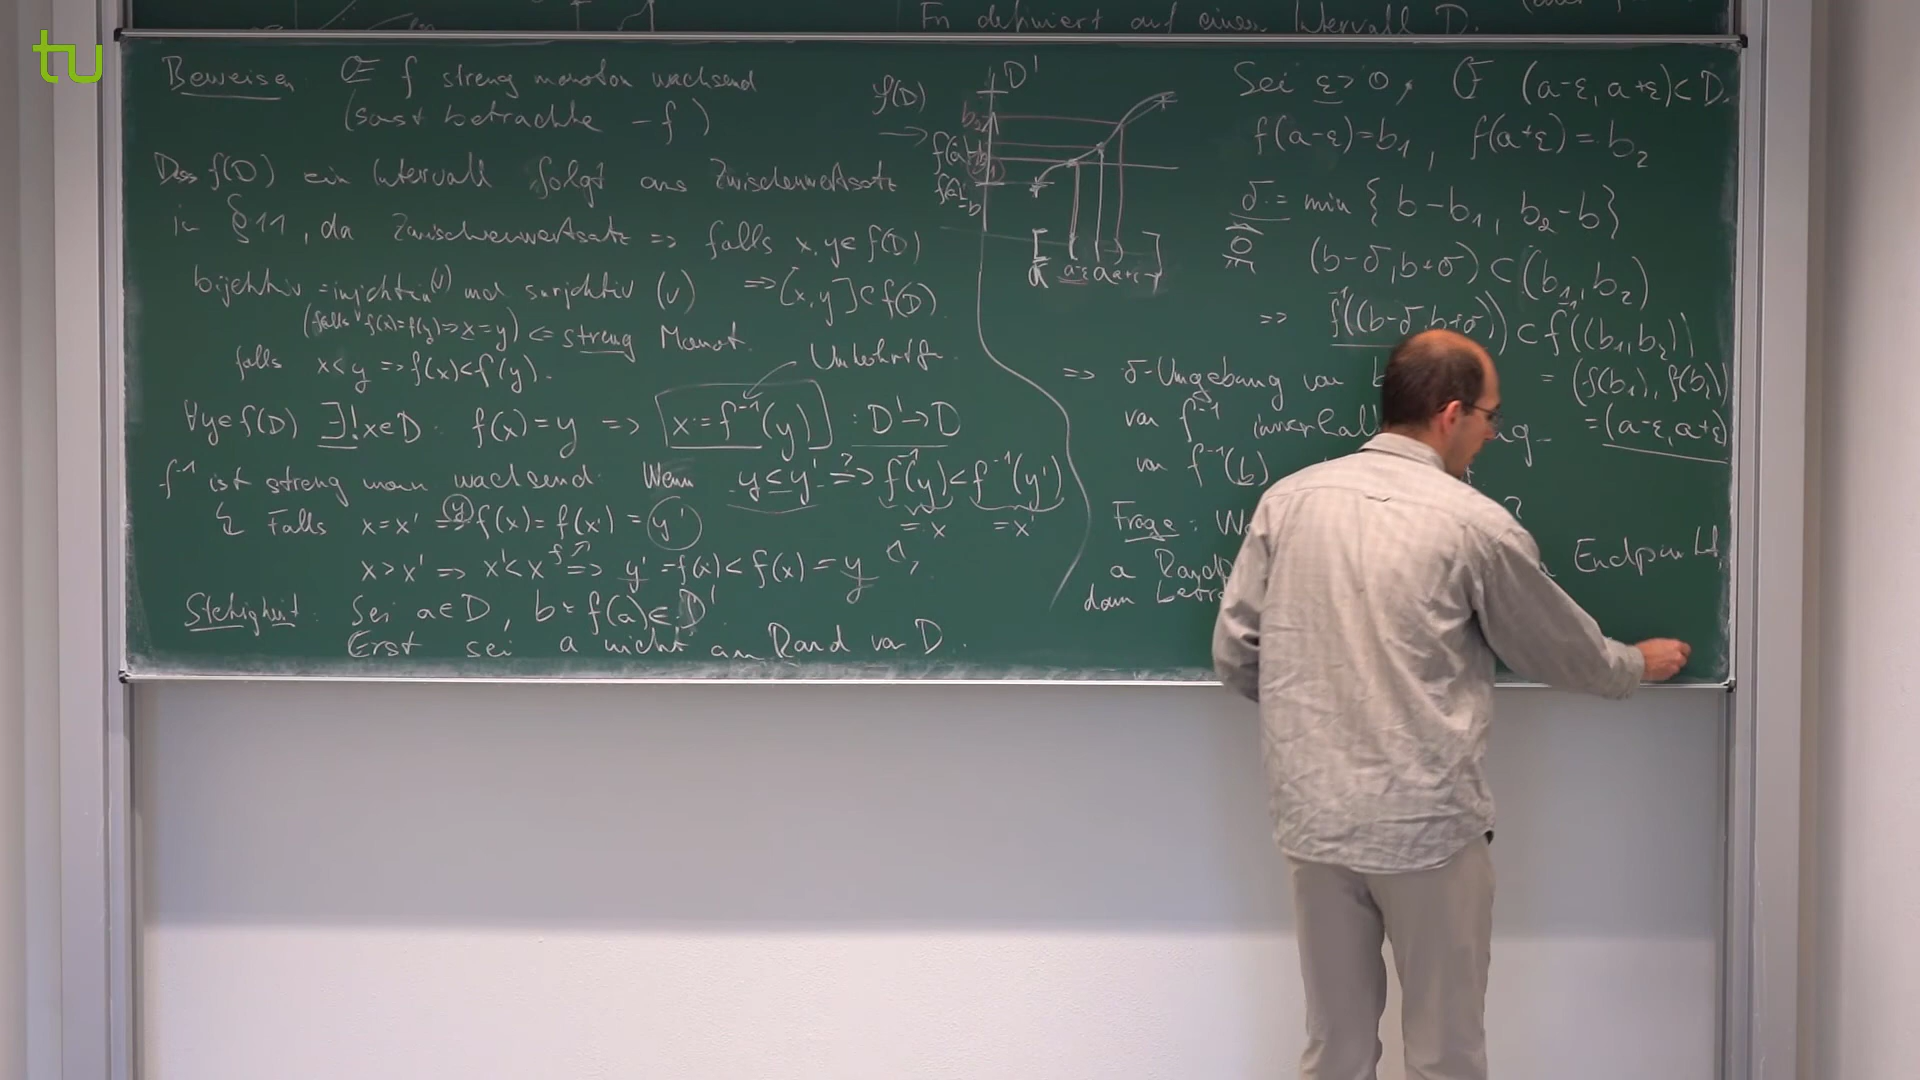 tu
Fn definiert auf einem Intervall D.
Beweisen: OE f streng monoton wachsend
(sonst betrachte -f)
Dass f(D) ein Intervall folgt aus Zwischenwertsatz
in §11, da Zwischenwertsatz => falls x,y∈f(D)
=> [x,y]⊂f(D).
bijektiv = injektiv (v) und surjektiv (v)
(falls f(x)=f(y)=>x=y) <= streng Monot.
falls x<y => f(x)<f(y).
Umkehrfn.
∀y∈f(D) ∃!x∈D: f(x)=y => x:=f⁻¹(y) : D'→D
f⁻¹ ist streng mon wachsend: Wenn y<y' ?=> f⁻¹(y)<f⁻¹(y')
=:x =x'
Falls x=x' => y f(x)=f(x')=y'
x>x' => x'<x f↗ => y'=f(x')<f(x)=y
Stetigkeit: Sei a∈D, b=f(a)∈D'
Erst sei a nicht am Rand von D.
f(D)
D'
b₂
a-ε a a+ε
Sei ε>0, OE (a-ε,a+ε)⊂D
f(a-ε)=b₁, f(a+ε)=b₂
δ:=min{b-b₁, b₂-b}
0
(b-δ,b+δ)⊂(b₁,b₂)
=> f⁻¹((b-δ,b+δ))⊂f⁻¹((b₁,b₂))
=> δ-Umgebung von = (f(b₁),f(b₂))
von f⁻¹ innerhalb =(a-ε,a+ε)
von f⁻¹(b)
Frage: ?
a Endpunkt,
dann